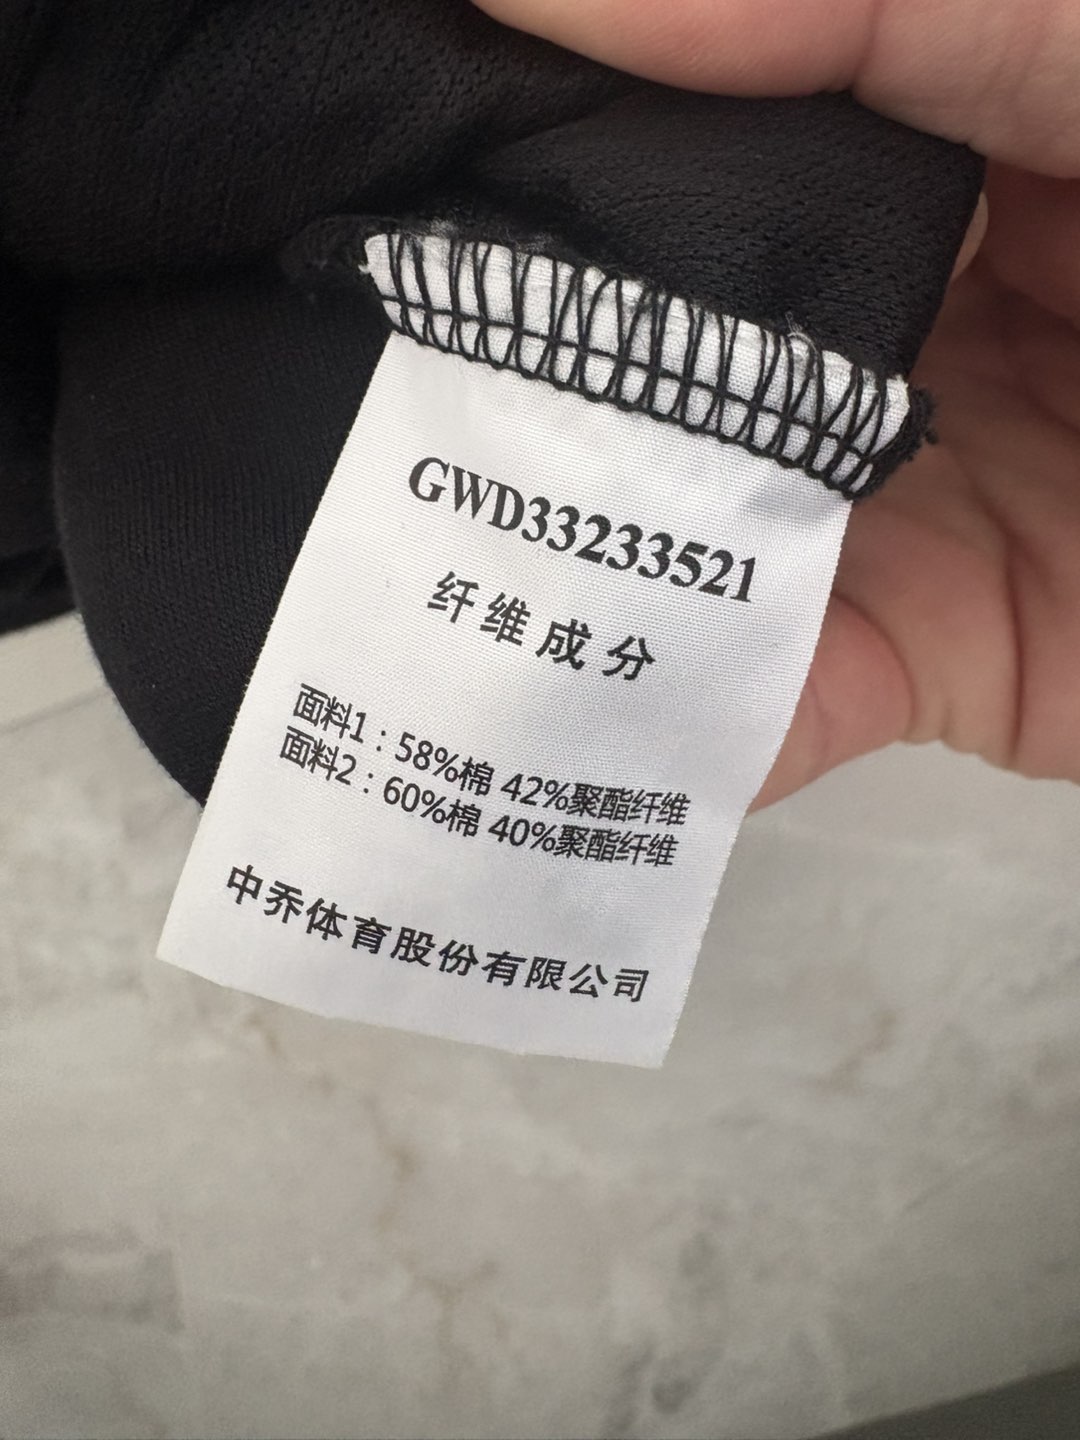 GWD33233521
纤维成分
面料1：58%棉 42%聚酯纤维
面料2：60%棉 40%聚酯纤维
中乔体育股份有限公司